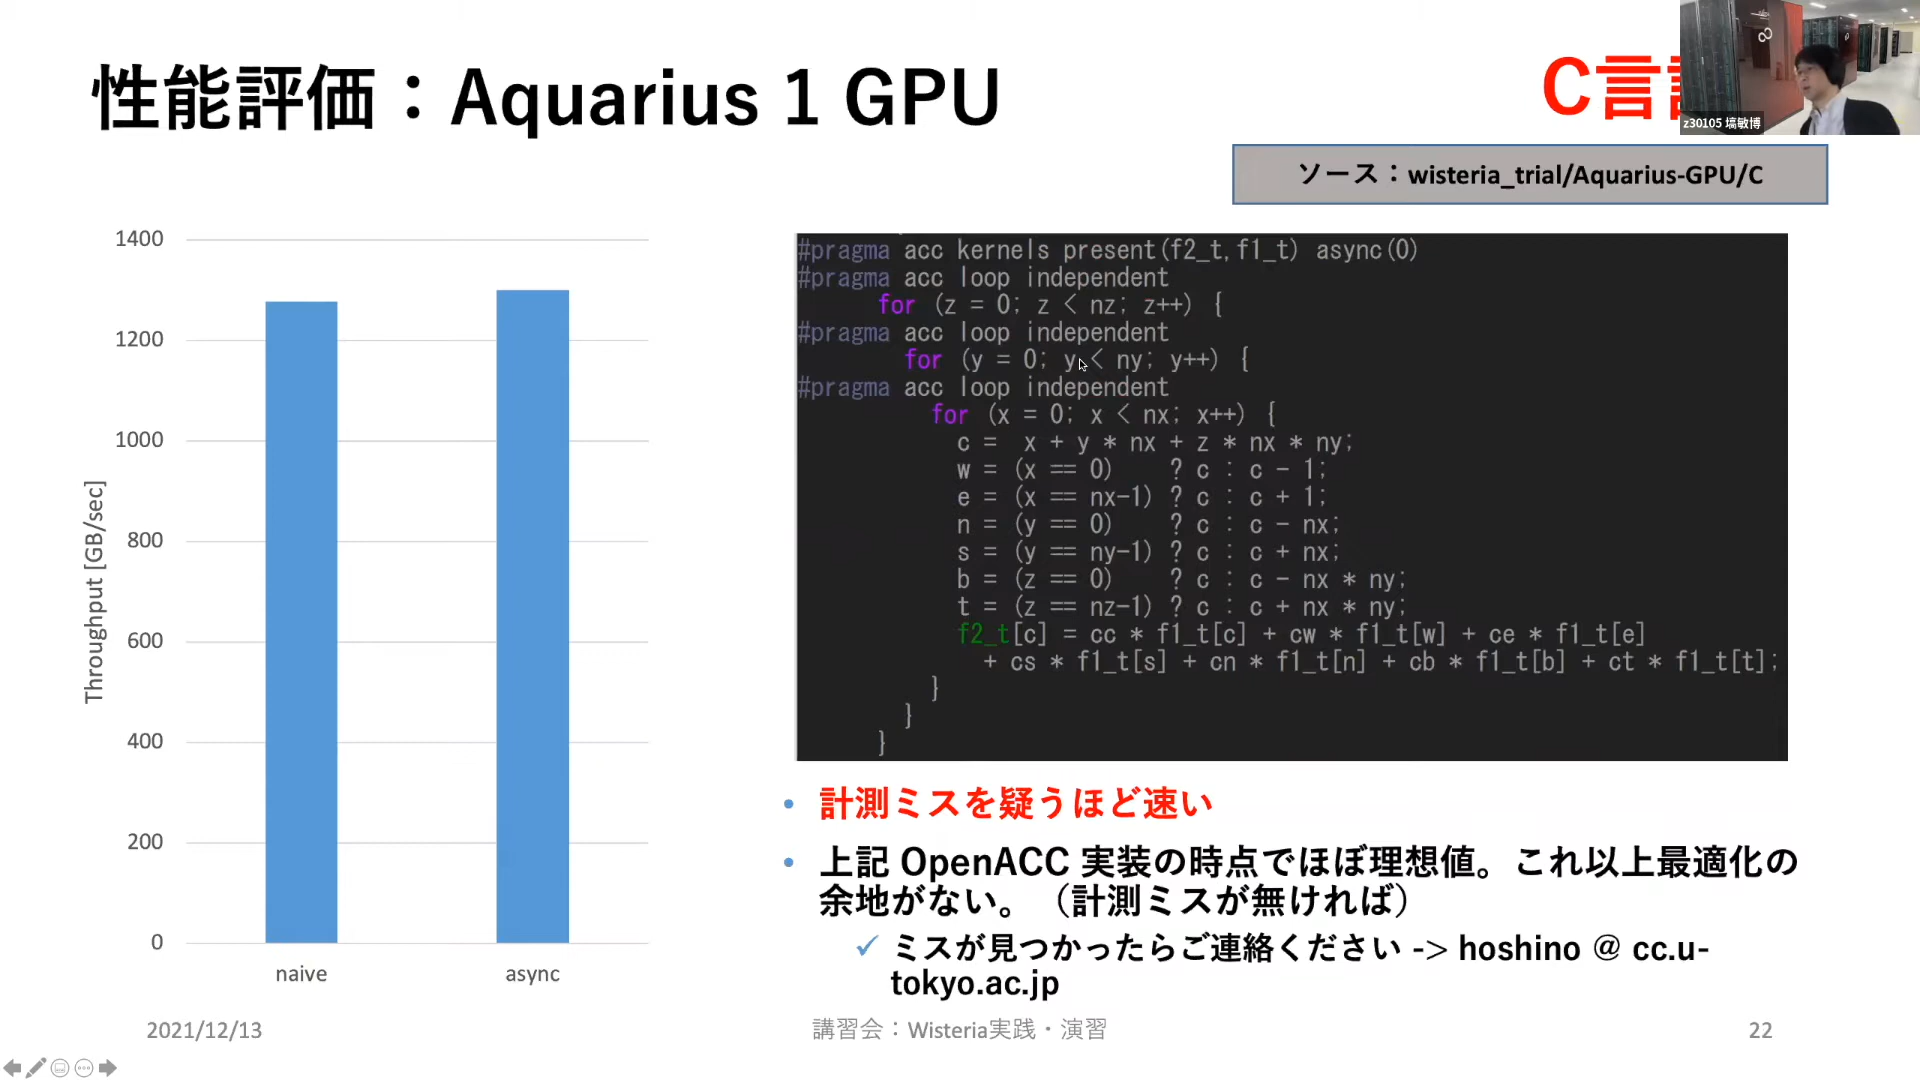 性能評価：Aquarius 1 GPU
C言
z30105 塙敏博
ソース：wisteria_trial/Aquarius-GPU/C
1400
1200
1000
800
600
400
200
0
Throughput [GB/sec]
naive
async
#pragma acc kernels present(f2_t,f1_t) async(0)
#pragma acc loop independent
for (z = 0; z < nz; z++) {
#pragma acc loop independent
for (y = 0; y < ny; y++) {
#pragma acc loop independent
for (x = 0; x < nx; x++) {
c =  x + y * nx + z * nx * ny;
w = (x == 0)    ? c : c - 1;
e = (x == nx-1) ? c : c + 1;
n = (y == 0)    ? c : c - nx;
s = (y == ny-1) ? c : c + nx;
b = (z == 0)    ? c : c - nx * ny;
t = (z == nz-1) ? c : c + nx * ny;
f2_t[c] = cc * f1_t[c] + cw * f1_t[w] + ce * f1_t[e]
+ cs * f1_t[s] + cn * f1_t[n] + cb * f1_t[b] + ct * f1_t[t];
}
}
}
• 計測ミスを疑うほど速い
• 上記 OpenACC 実装の時点でほぼ理想値。これ以上最適化の
余地がない。（計測ミスが無ければ）
✓ ミスが見つかったらご連絡ください -> hoshino @ cc.u-
tokyo.ac.jp
2021/12/13
講習会：Wisteria実践・演習
22